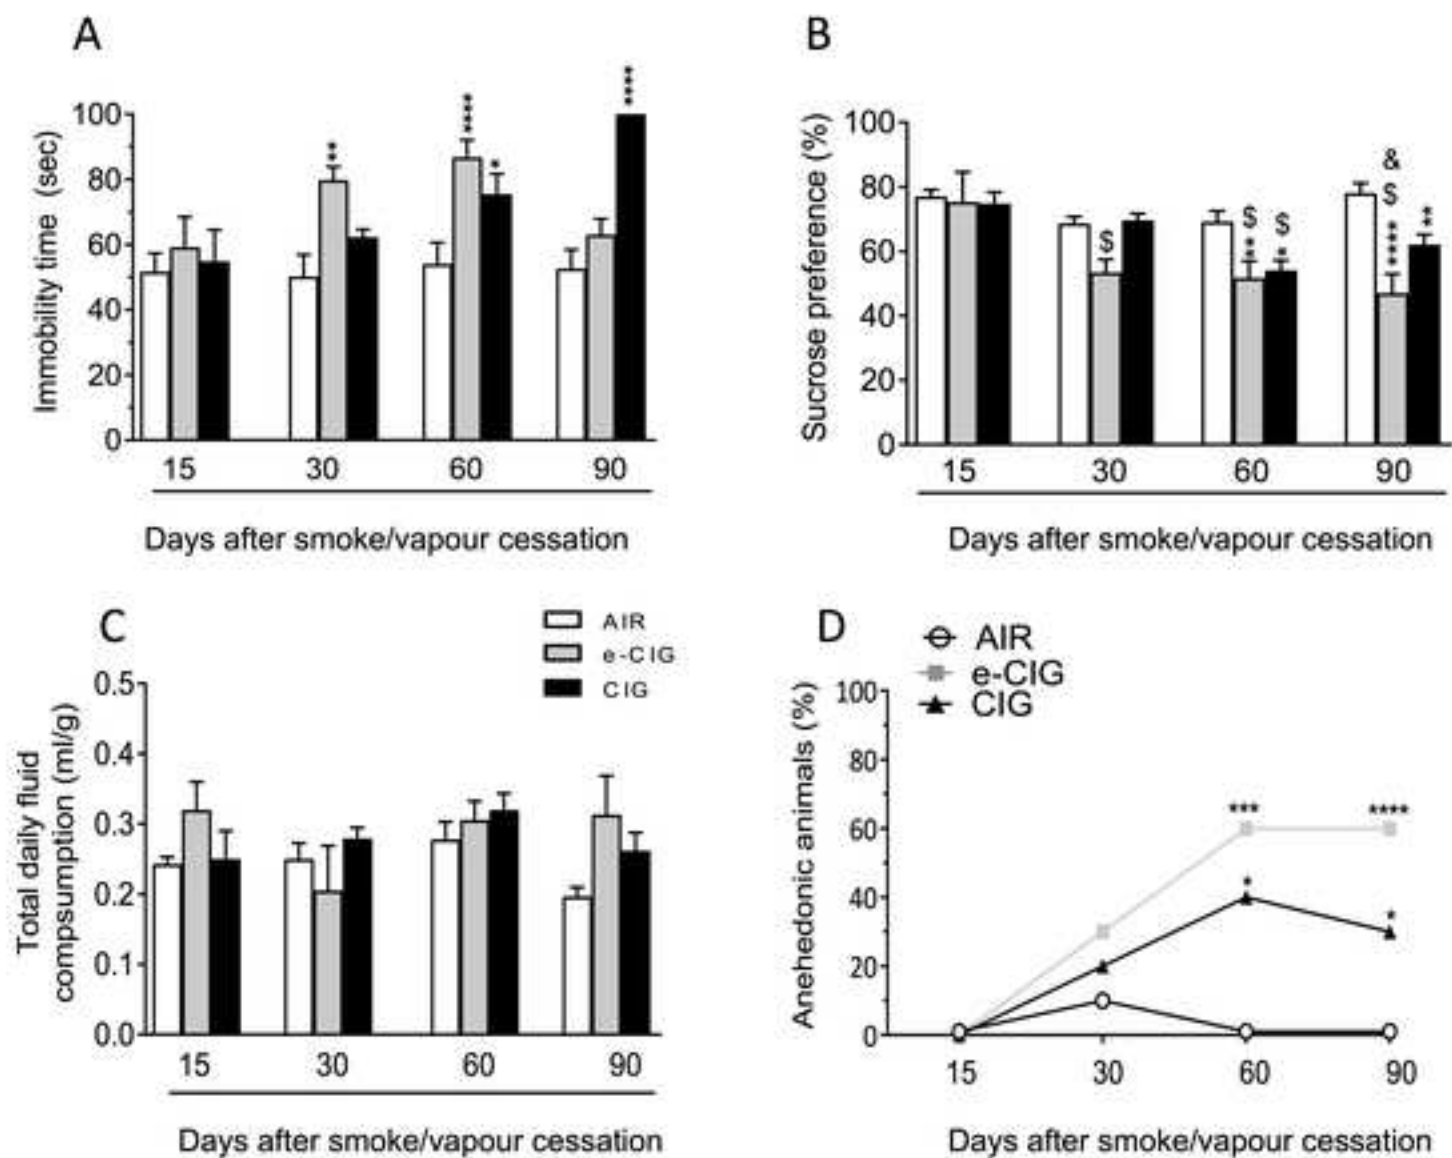 A
Immobility time (sec)
100
80
60
40
20
0
**
****
*
****
15 30 60 90
Days after smoke/vapour cessation
B
Sucrose preference (%)
100
80
60
40
20
0
$
$
**
$
*
&
$
****
**
15 30 60 90
Days after smoke/vapour cessation
C
AIR
e-CIG
CIG
Total daily fluid
compsumption (ml/g)
0.5
0.4
0.3
0.2
0.1
0.0
15 30 60 90
Days after smoke/vapour cessation
D
AIR
e-CIG
CIG
Anehedonic animals (%)
100
80
60
40
20
0
***
****
*
*
15 30 60 90
Days after smoke/vapour cessation